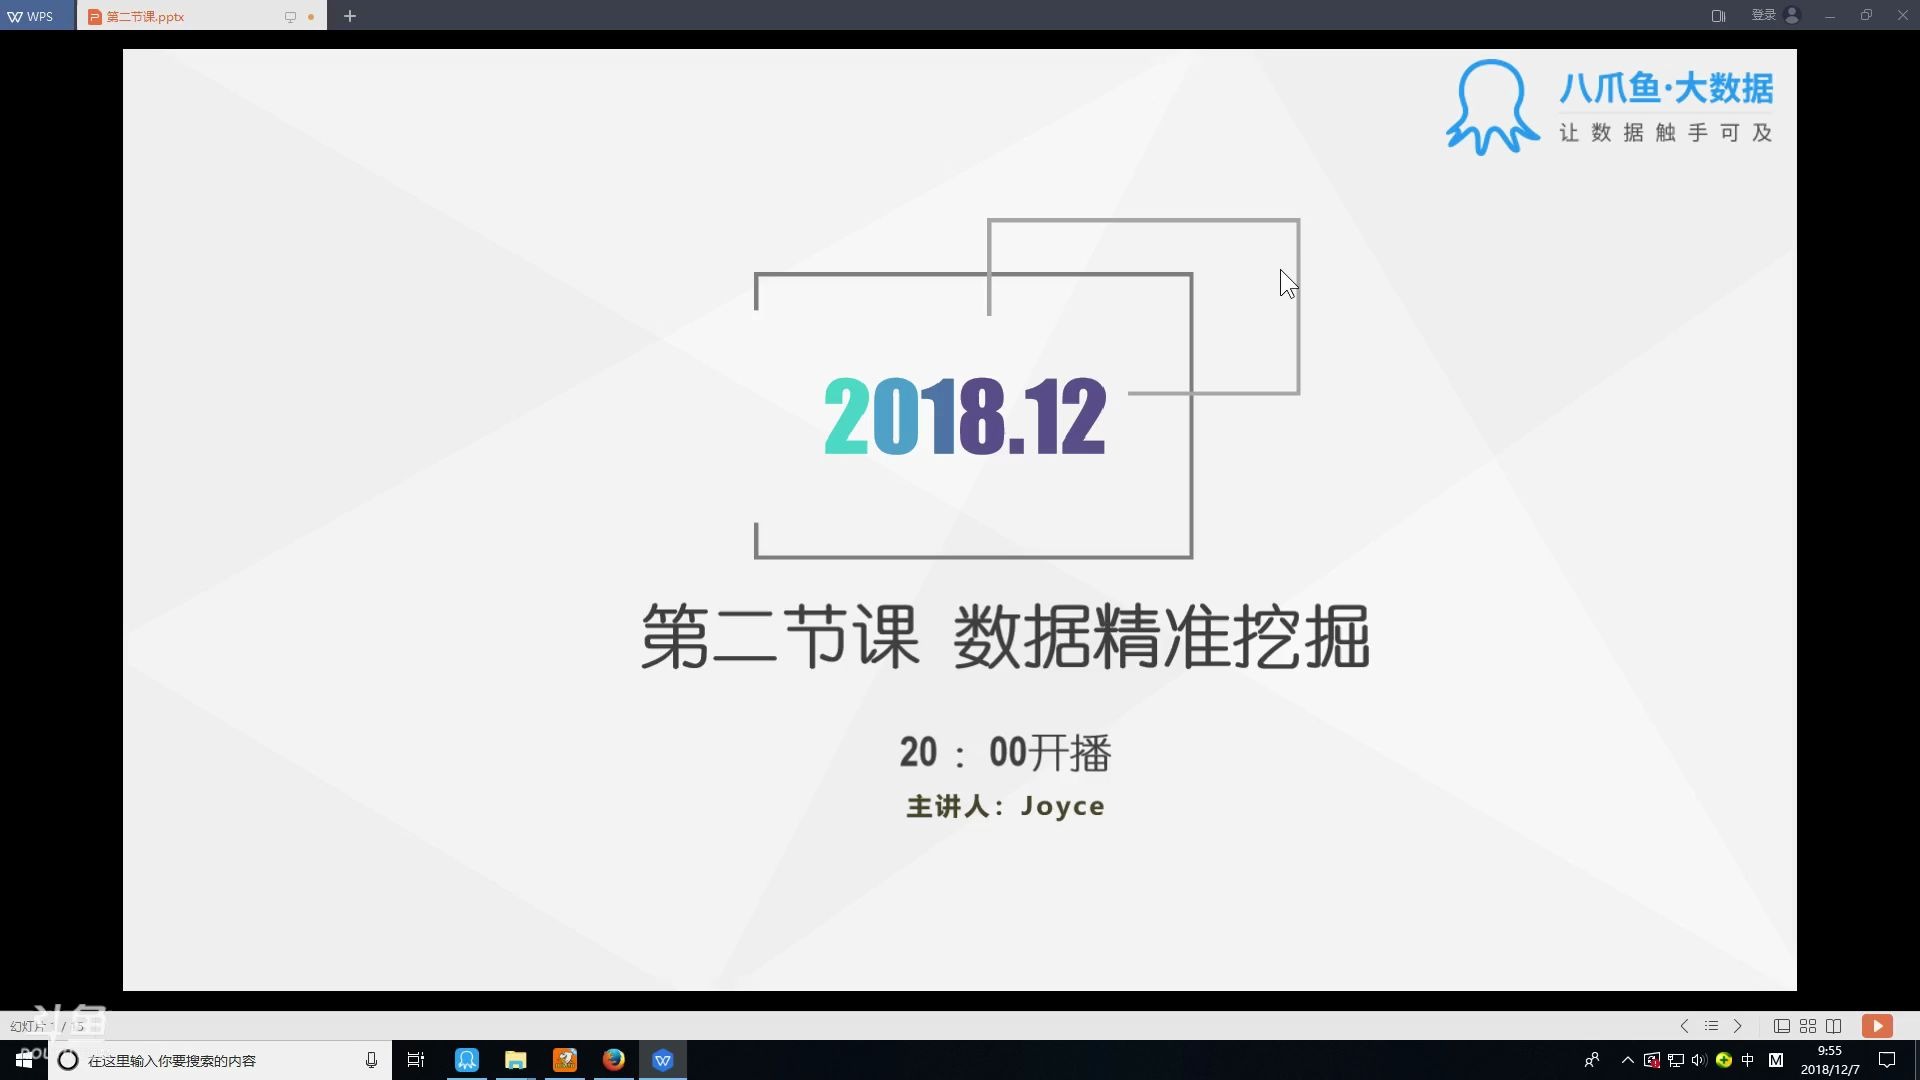 WPS
第二节课.pptx
登录
八爪鱼·大数据
让数据触手可及
2018.12
第二节课 数据精准挖掘
20：00开播
主讲人：Joyce
幻灯片 1 / 15
斗鱼
在这里输入你要搜索的内容
中
M
9:55
2018/12/7